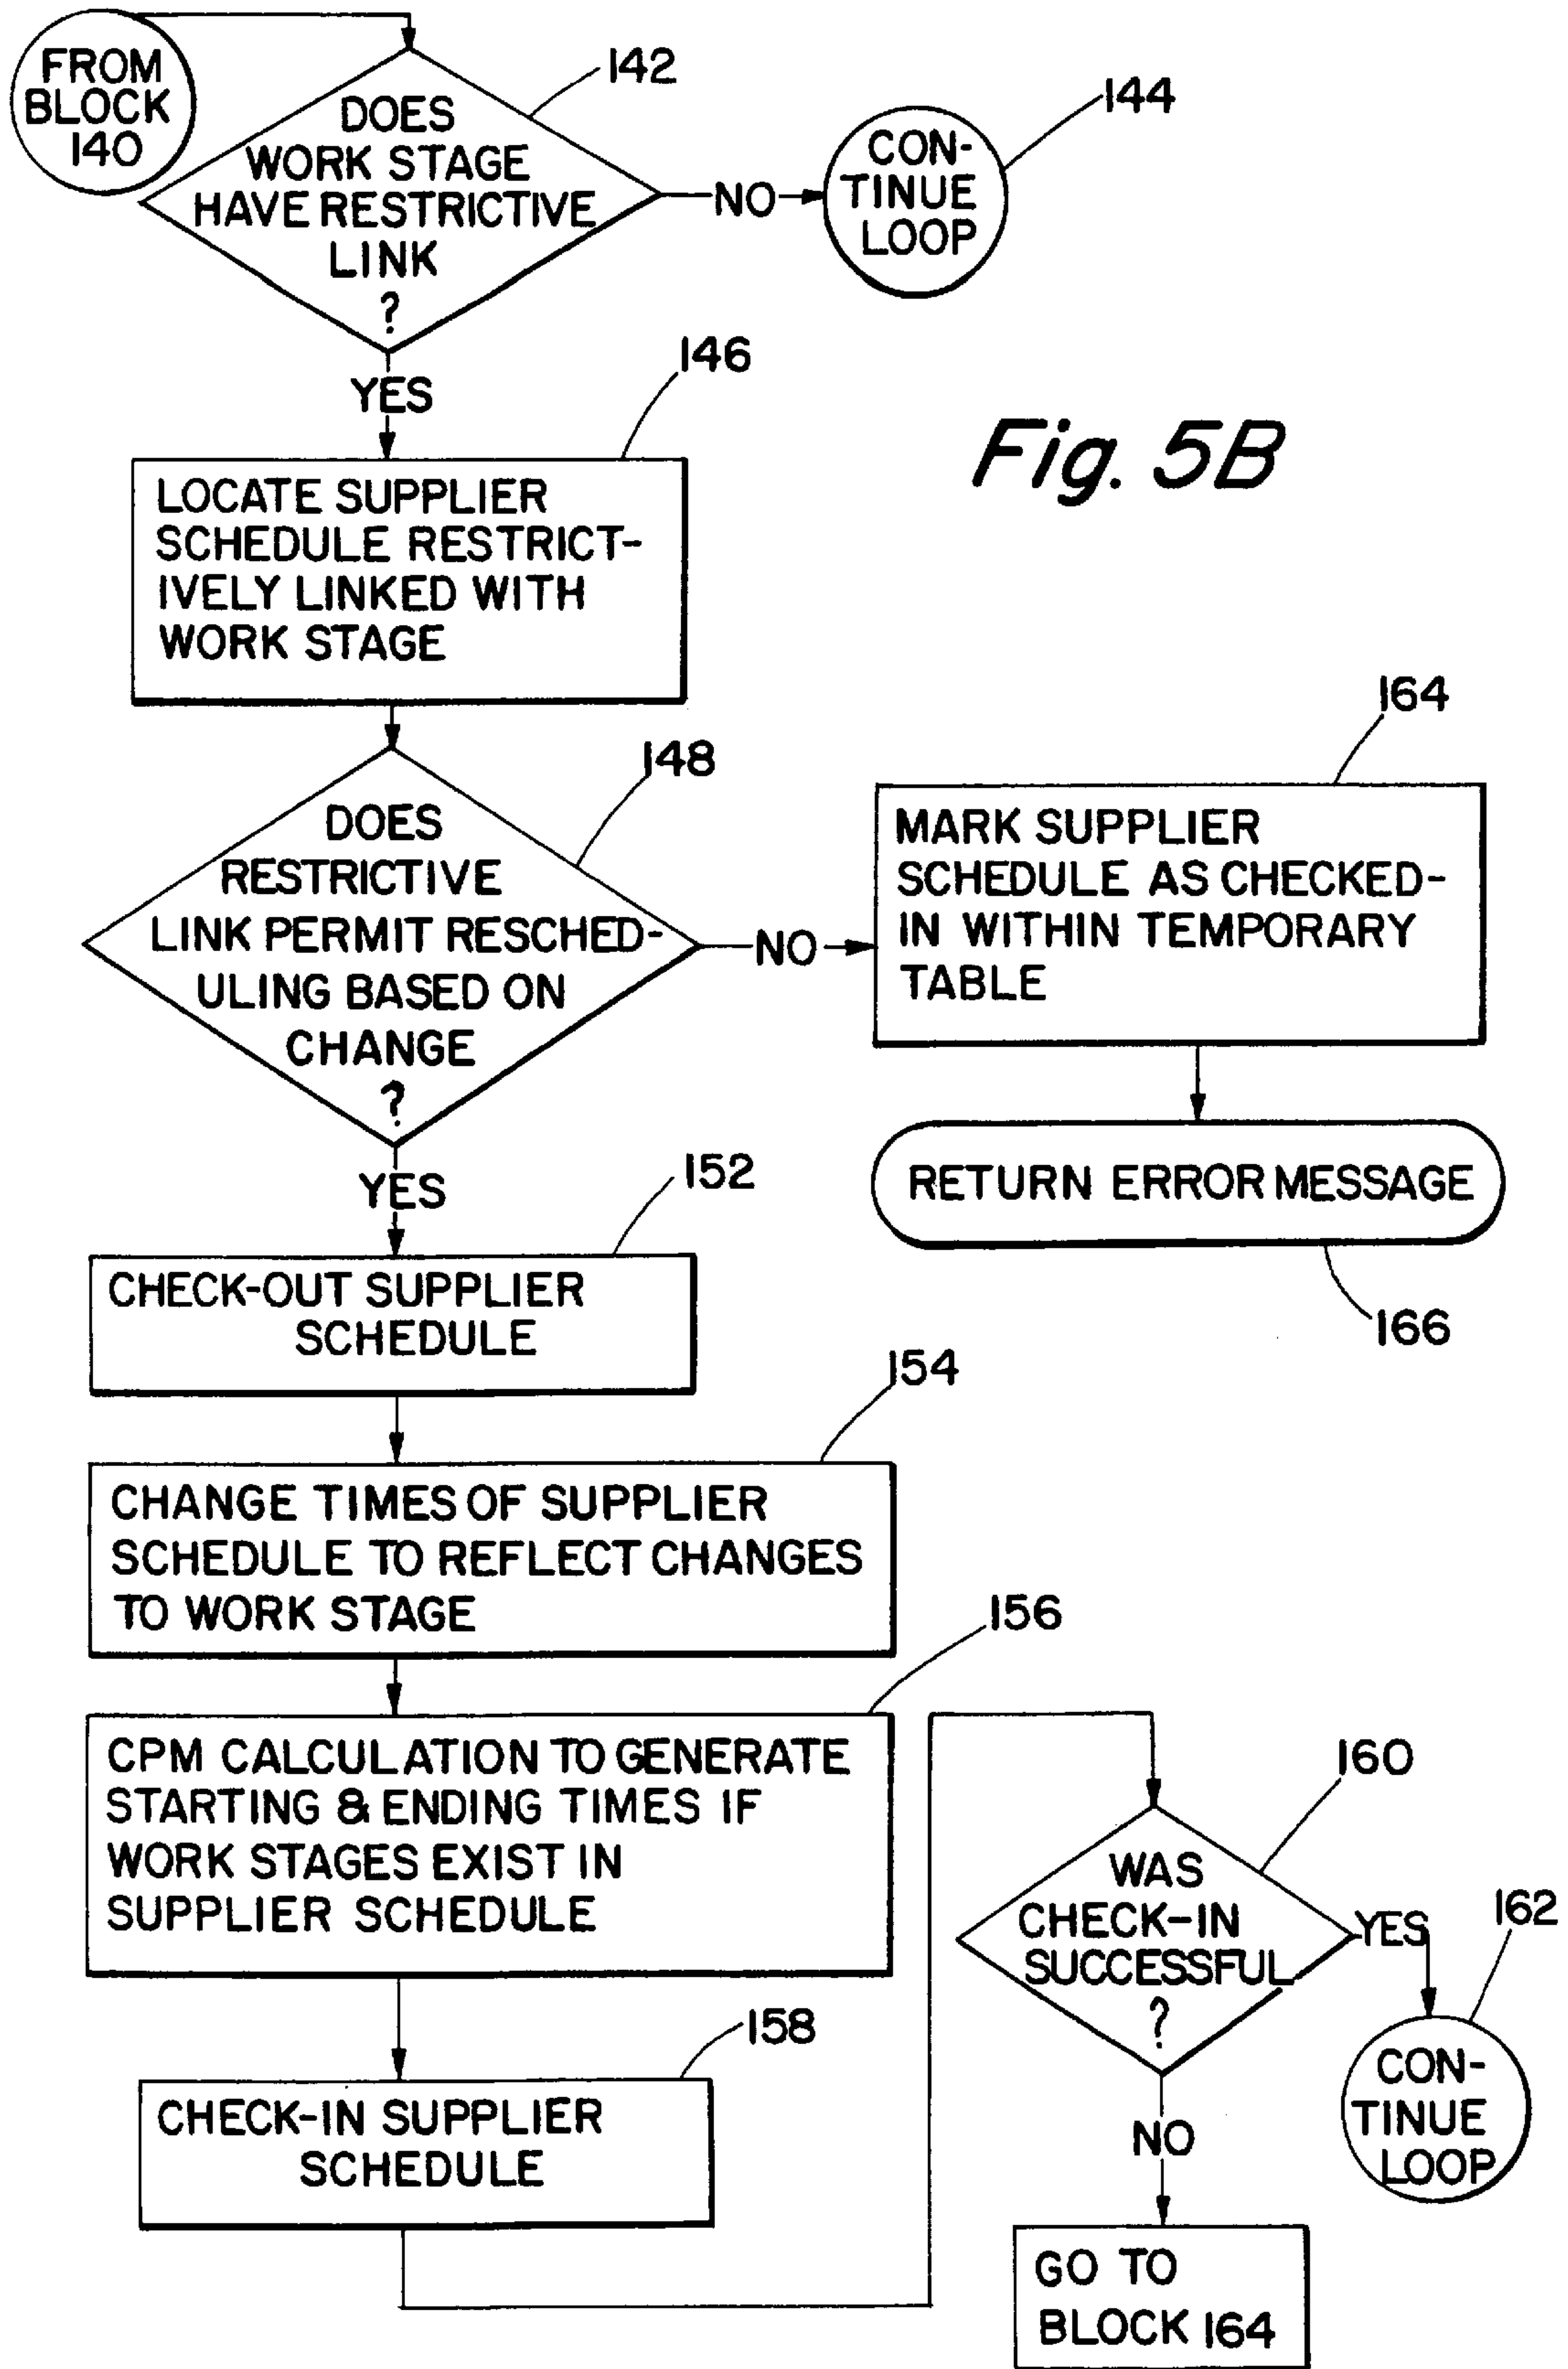 FROM
BLOCK
140
142
DOES
WORK STAGE
HAVE RESTRICTIVE
LINK
?
NO
144
CON-
TINUE
LOOP
YES
146
Fig. 5B
LOCATE SUPPLIER
SCHEDULE RESTRICT-
IVELY LINKED WITH
WORK STAGE
148
DOES
RESTRICTIVE
LINK PERMIT RESCHED-
ULING BASED ON
CHANGE
?
NO
164
MARK SUPPLIER
SCHEDULE AS CHECKED-
IN WITHIN TEMPORARY
TABLE
RETURN ERROR MESSAGE
166
YES
152
CHECK-OUT SUPPLIER
SCHEDULE
154
CHANGE TIMES OF SUPPLIER
SCHEDULE TO REFLECT CHANGES
TO WORK STAGE
156
CPM CALCULATION TO GENERATE
STARTING & ENDING TIMES IF
WORK STAGES EXIST IN
SUPPLIER SCHEDULE
158
CHECK-IN SUPPLIER
SCHEDULE
160
WAS
CHECK-IN
SUCCESSFUL
?
YES
162
CON-
TINUE
LOOP
NO
GO TO
BLOCK 164